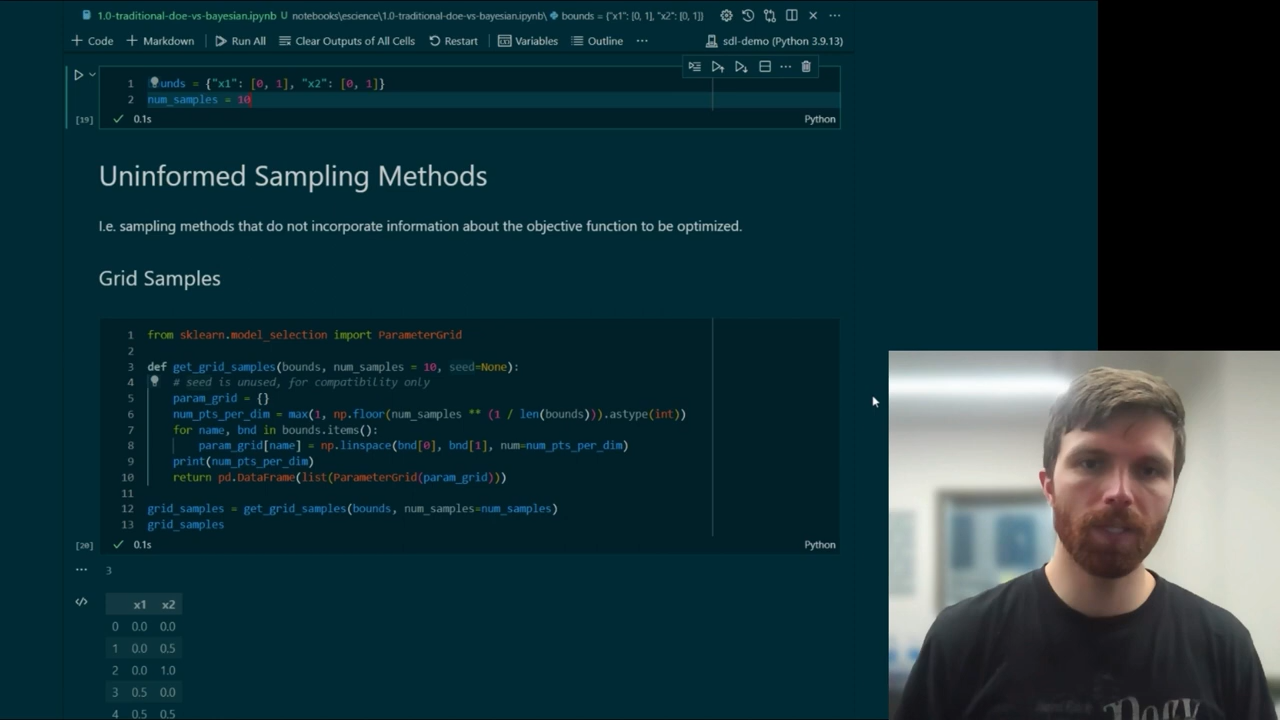 1.0-traditional-doe-vs-bayesian.ipynb U notebooks\escience\1.0-traditional-doe-vs-bayesian.ipynb\ bounds = {"x1": [0, 1], "x2": [0, 1]}
+ Code + Markdown Run All Clear Outputs of All Cells Restart Variables Outline ... sdl-demo (Python 3.9.13)
1 unds = {"x1": [0, 1], "x2": [0, 1]}
2 num_samples = 10
[19] 0.1s Python
Uninformed Sampling Methods
I.e. sampling methods that do not incorporate information about the objective function to be optimized.
Grid Samples
1 from sklearn.model_selection import ParameterGrid
2
3 def get_grid_samples(bounds, num_samples = 10, seed=None):
4 # seed is unused, for compatibility only
5 param_grid = {}
6 num_pts_per_dim = max(1, np.floor(num_samples ** (1 / len(bounds))).astype(int))
7 for name, bnd in bounds.items():
8 param_grid[name] = np.linspace(bnd[0], bnd[1], num=num_pts_per_dim)
9 print(num_pts_per_dim)
10 return pd.DataFrame(list(ParameterGrid(param_grid)))
11
12 grid_samples = get_grid_samples(bounds, num_samples=num_samples)
13 grid_samples
[20] 0.1s Python
... 3
</> x1 x2
0 0.0 0.0
1 0.0 0.5
2 0.0 1.0
3 0.5 0.0
4 0.5 0.5